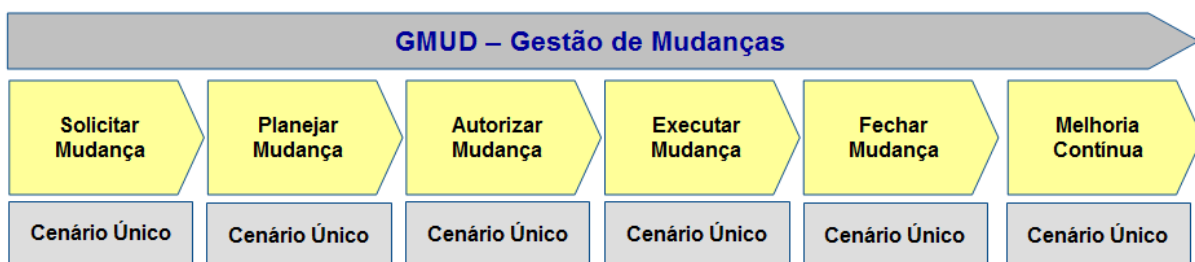 GMUD – Gestão de Mudanças
Solicitar
Mudança
Planejar
Mudança
Autorizar
Mudança
Executar
Mudança
Fechar
Mudança
Melhoria
Contínua
Cenário Único
Cenário Único
Cenário Único
Cenário Único
Cenário Único
Cenário Único